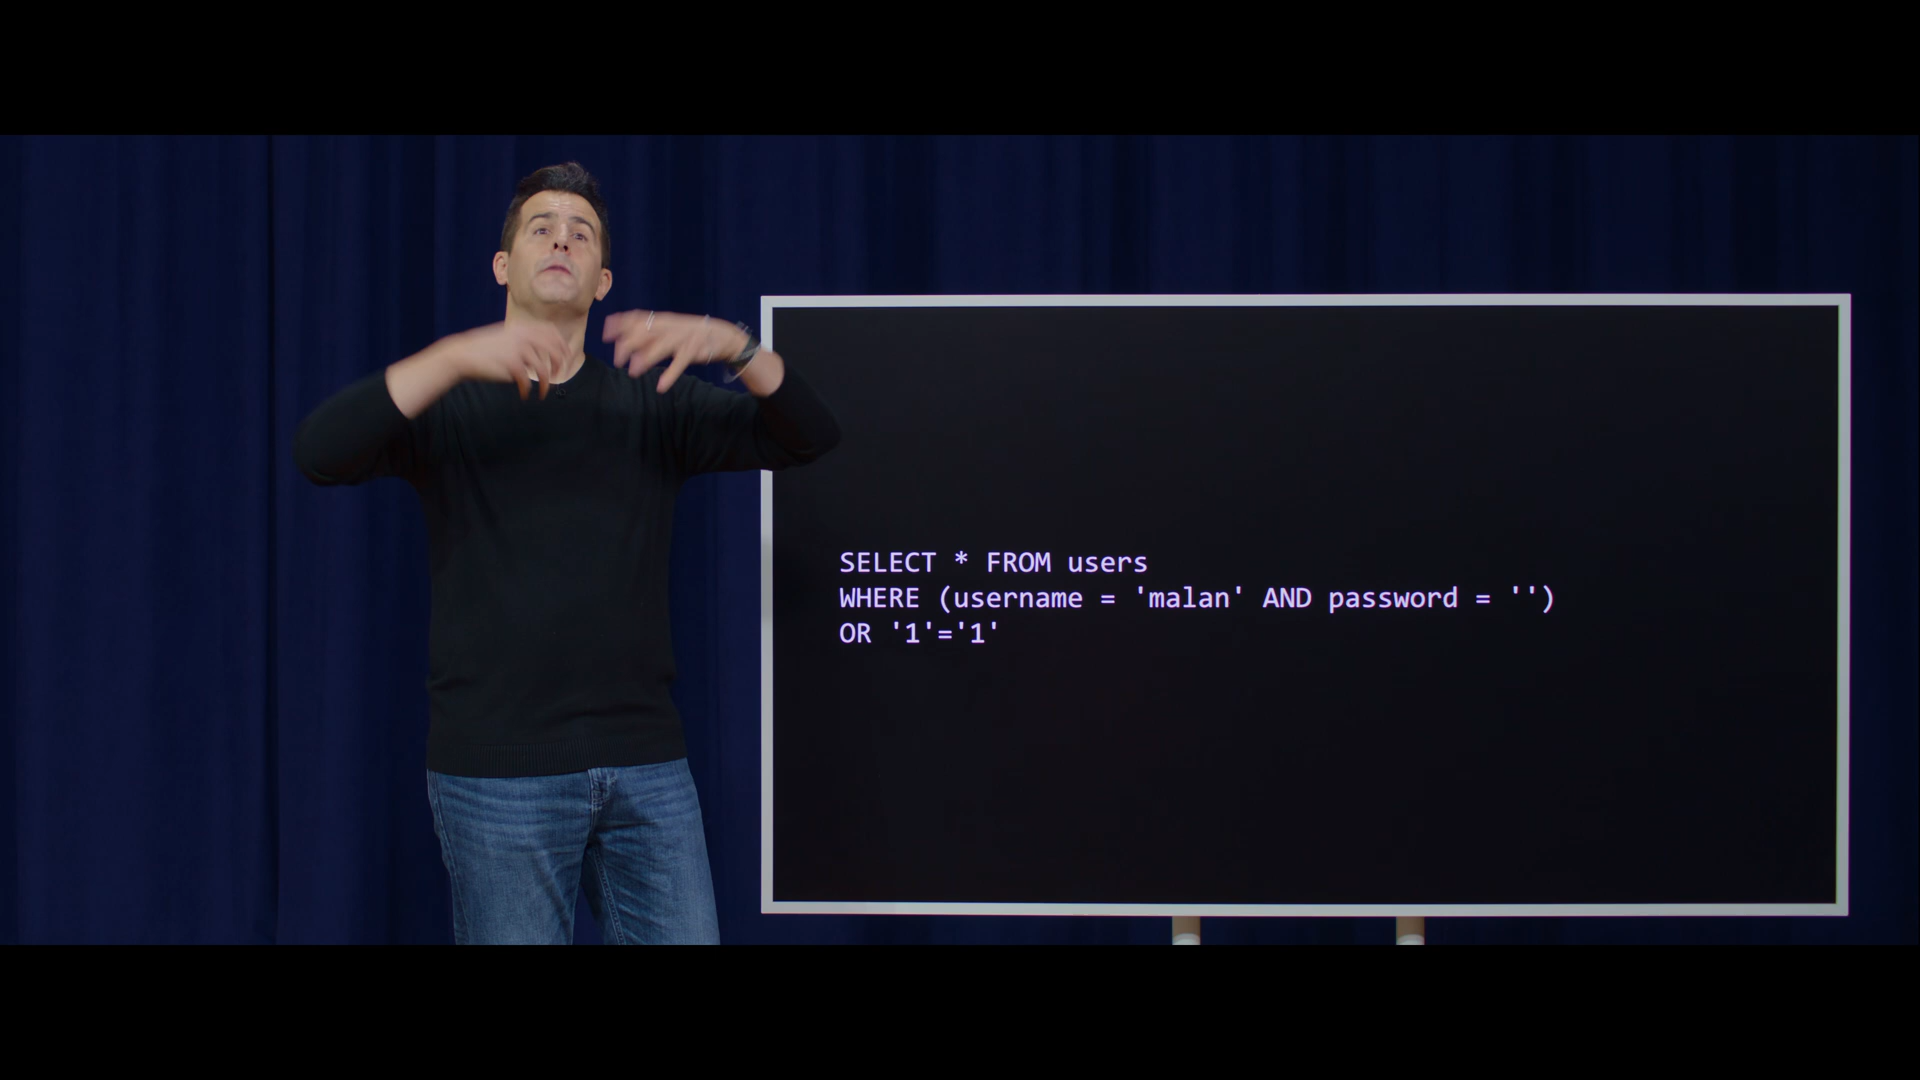 SELECT * FROM users
WHERE (username = 'malan' AND password = '')
OR '1'='1'